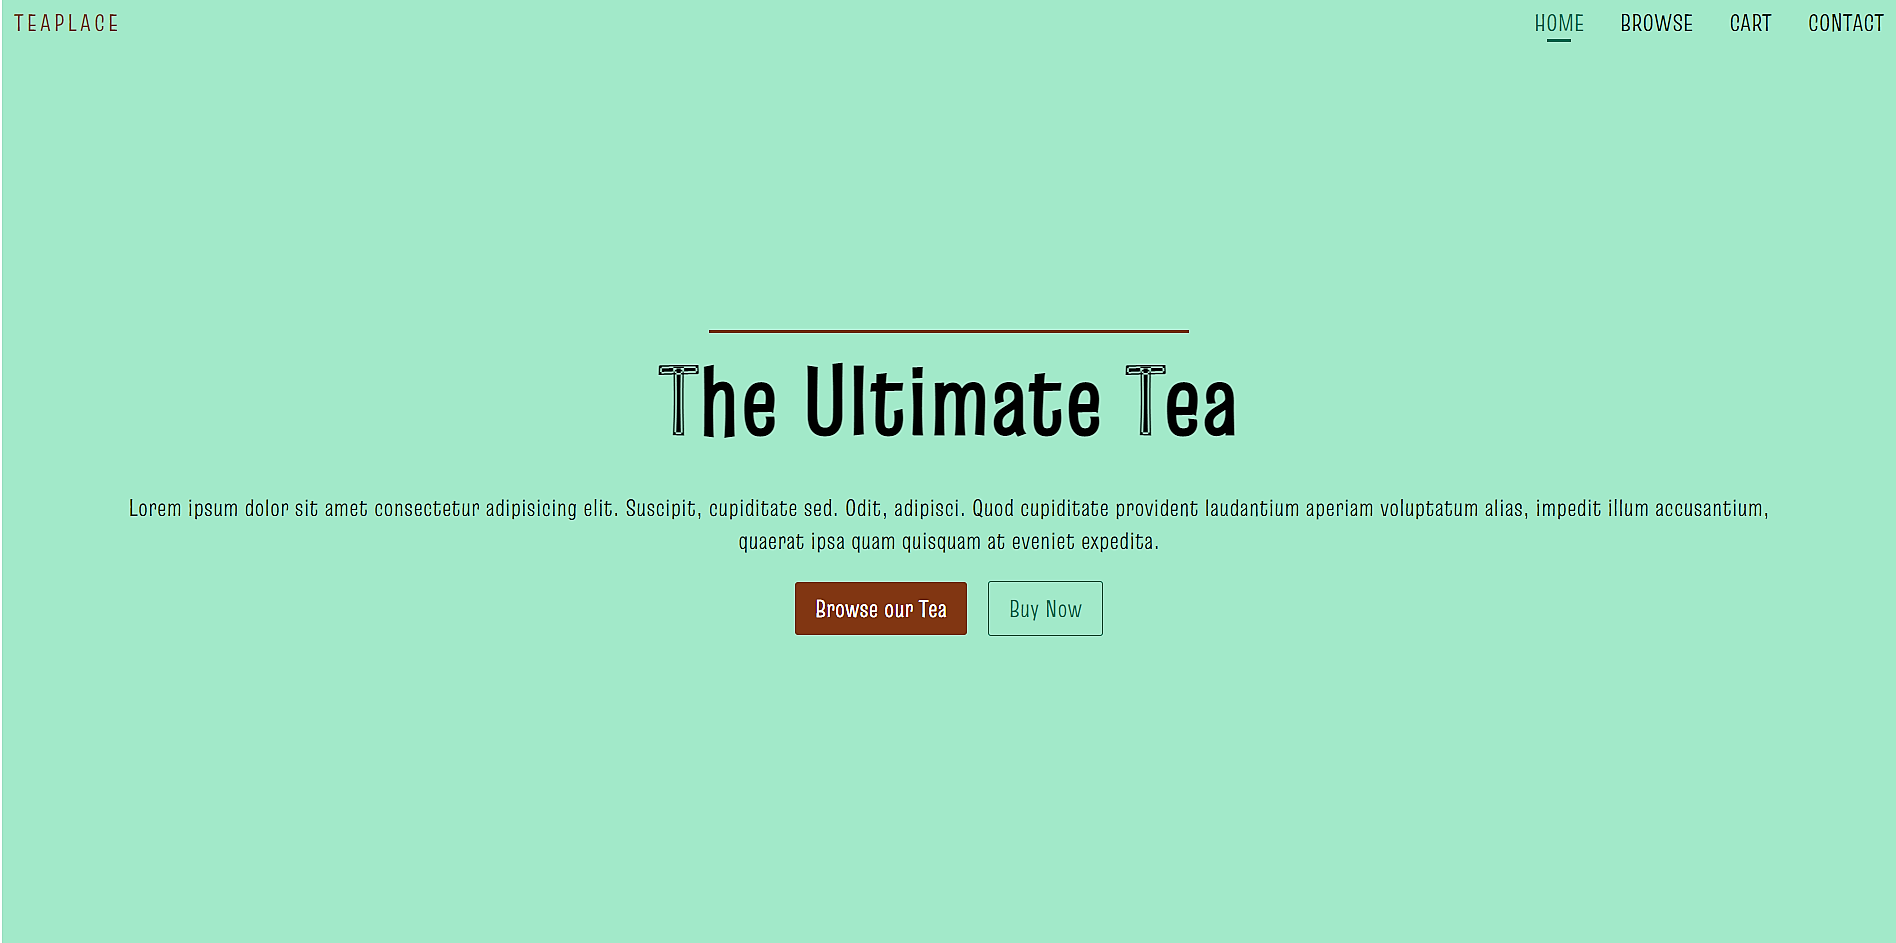 TEAPLACE
HOME BROWSE CART CONTACT
The Ultimate Tea
Lorem ipsum dolor sit amet consectetur adipisicing elit. Suscipit, cupiditate sed. Odit, adipisci. Quod cupiditate provident laudantium aperiam voluptatum alias, impedit illum accusantium,
quaerat ipsa quam quisquam at eveniet expedita.
Browse our Tea
Buy Now